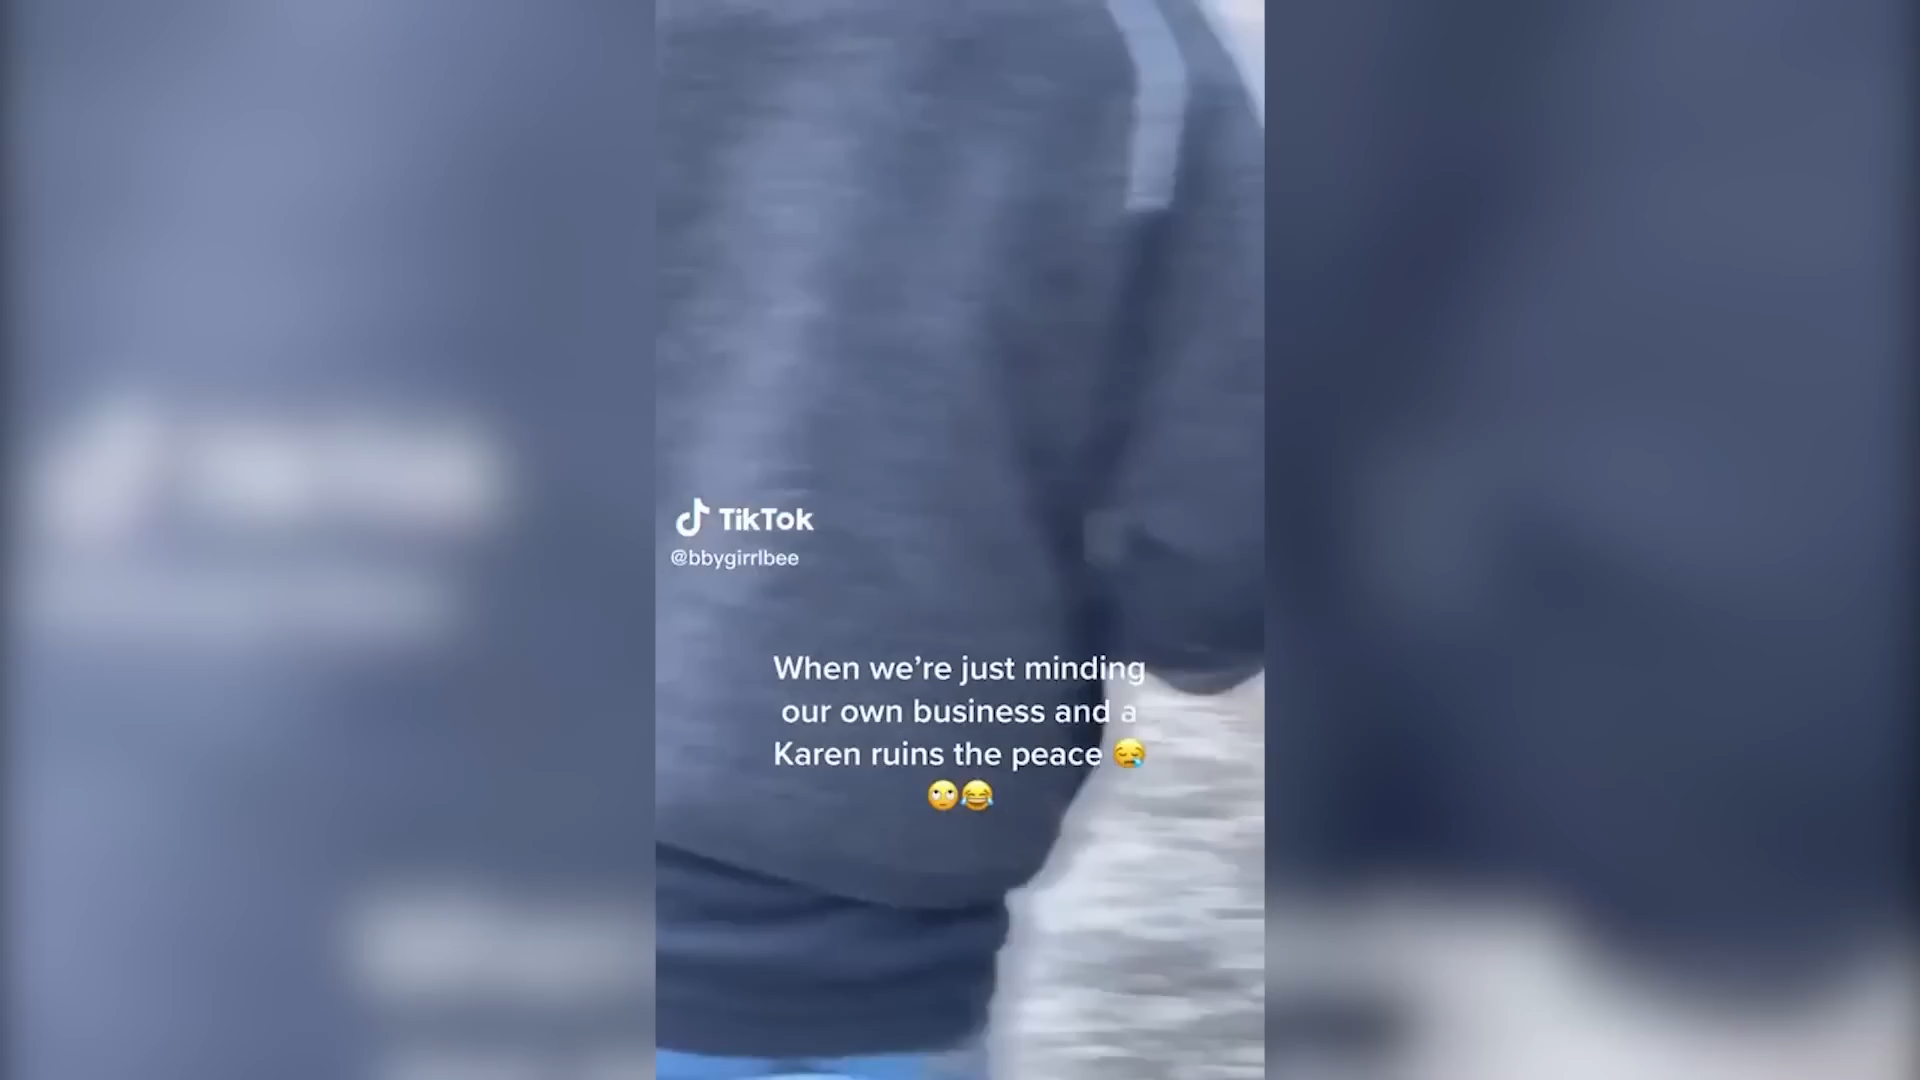 TikTok
@bbygirrlbee
When we’re just minding
our own business and a
Karen ruins the peace 😪
🙄😂